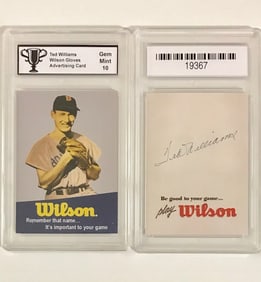 Ted Williams
Wilson Gloves
Advertising Card
Gem
Mint
10
Wilson
Remember that name...
It's important to your game
19367
Ted Williams
Be good to your game...
play Wilson